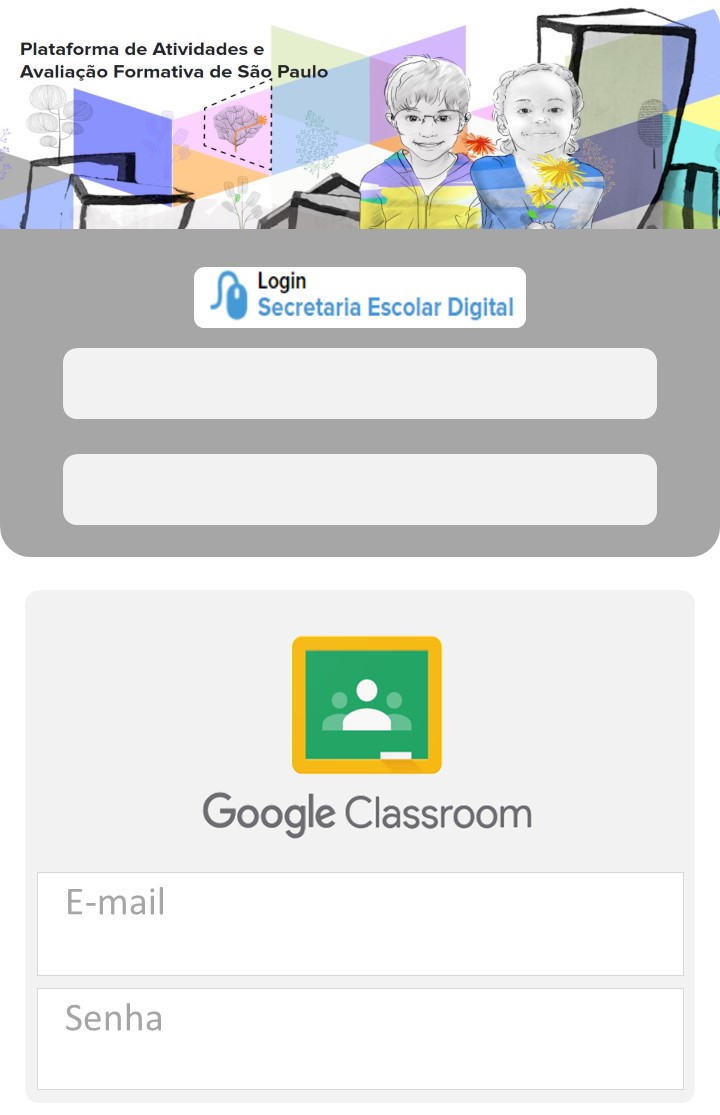 Plataforma de Atividades e
Avaliação Formativa de São Paulo
Login
Secretaria Escolar Digital
Google Classroom
E-mail
Senha